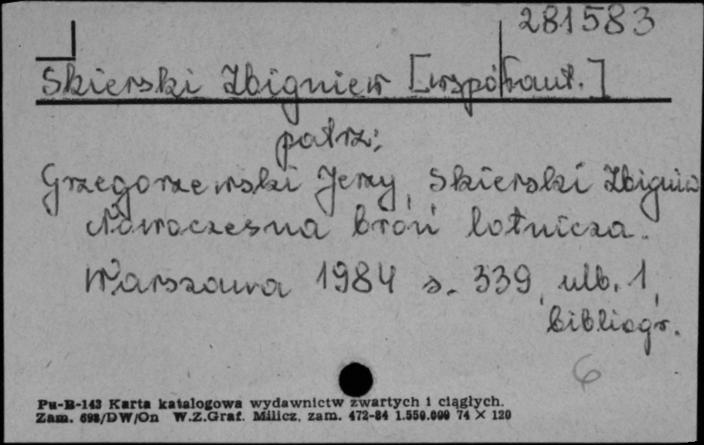 281583
Skierski Zbigniew [współaut.]
patrz:
Grzegorzewski Jerzy, Skierski Zbigniew
Nowoczesna broń lotnicza.
Warszawa 1984 s. 339, nlb. 1,
bibliogr.
6
Pu-B-143 Karta katalogowa wydawnictw zwartych i ciągłych.
Zam. 698/DW/On W.Z.Graf. Milicz, zam. 472-84 1.550.000 74 X 120